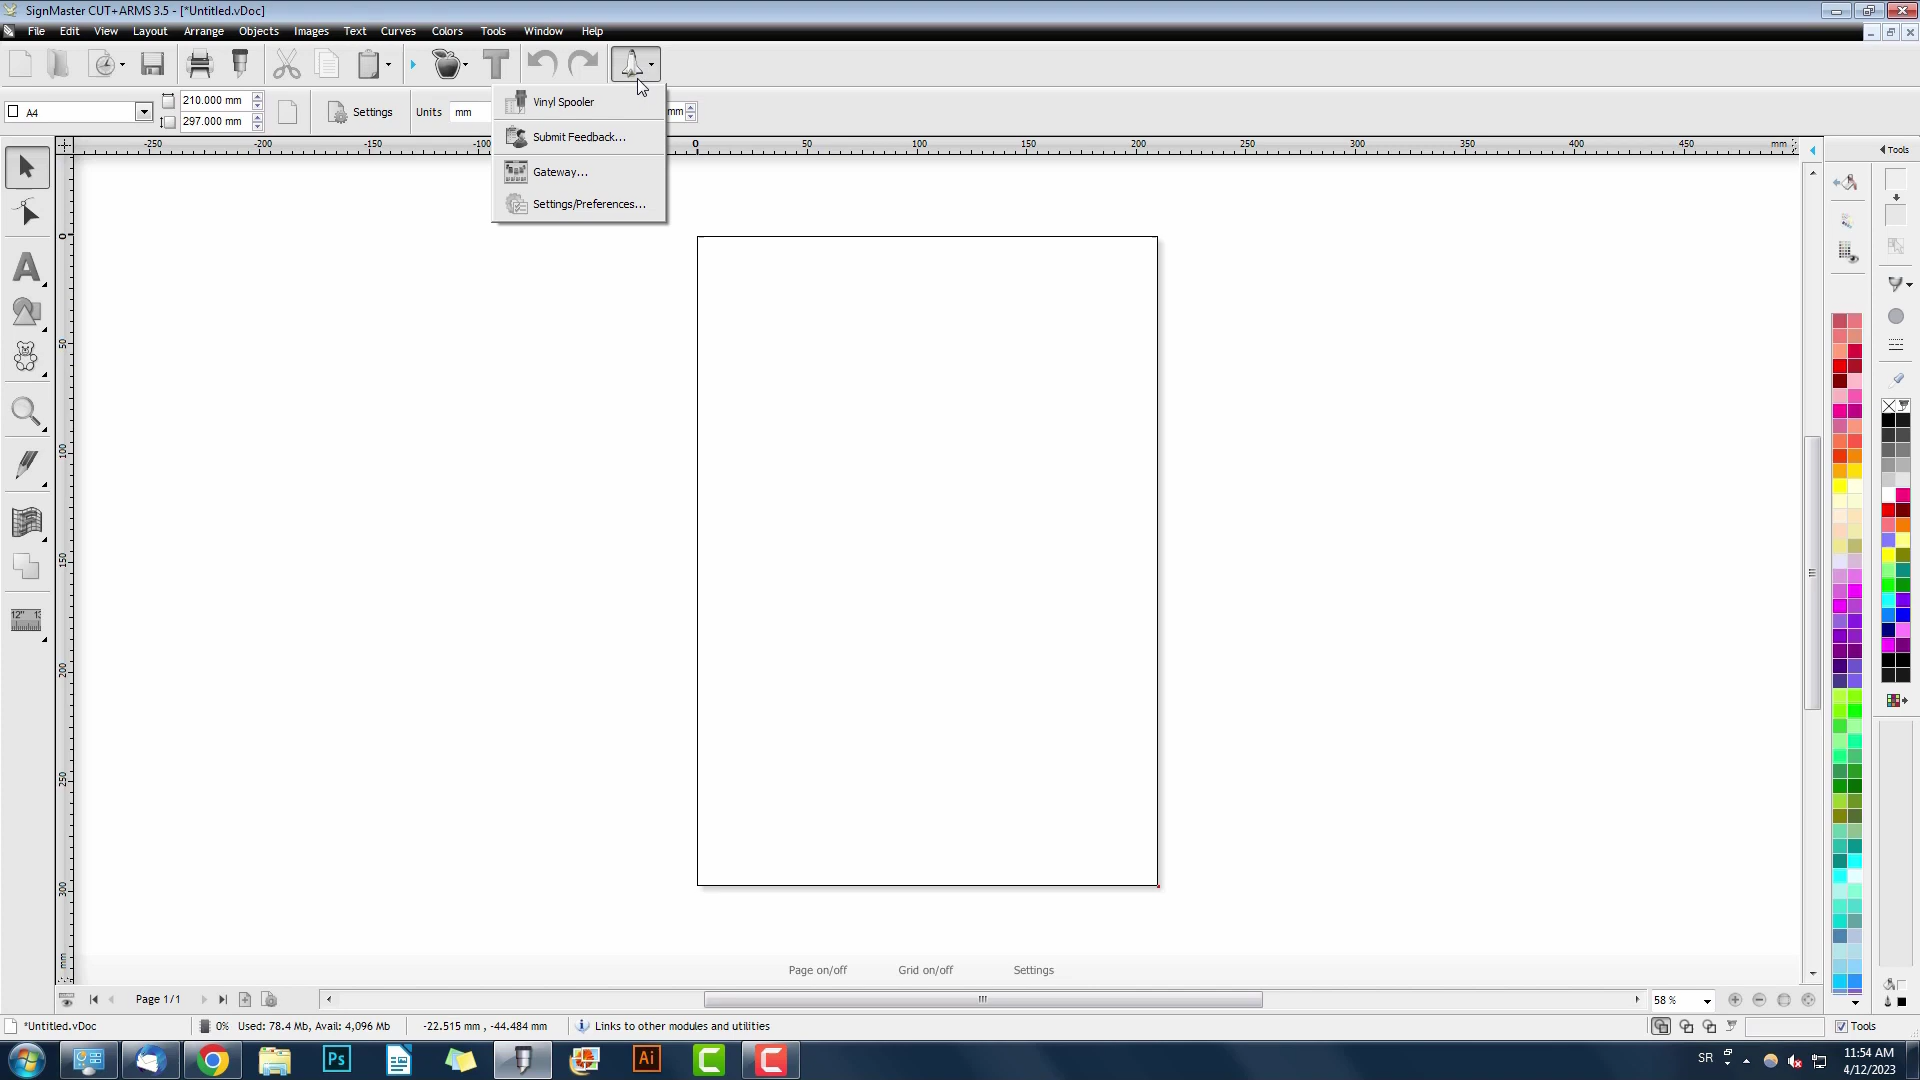 SignMaster CUT+ARMS 3.5 - [*Untitled.vDoc]
File Edit View Layout Arrange Objects Images Text Curves Colors Tools Window Help
A4
210.000 mm
297.000 mm
Settings
Units mm
mm
Vinyl Spooler
Submit Feedback...
Gateway...
Settings/Preferences...
-250 -200 -150 -100 0 50 100 150 200 250 300 350 400 450 mm
Tools
0
50
100
150
200
250
300
mm
Page on/off Grid on/off Settings
Page 1/1
58 %
*Untitled.vDoc 0% Used: 78.4 Mb, Avail: 4,096 Mb -22.515 mm , -44.484 mm Links to other modules and utilities
Tools
Ps
Ai
SR
11:54 AM
4/12/2023